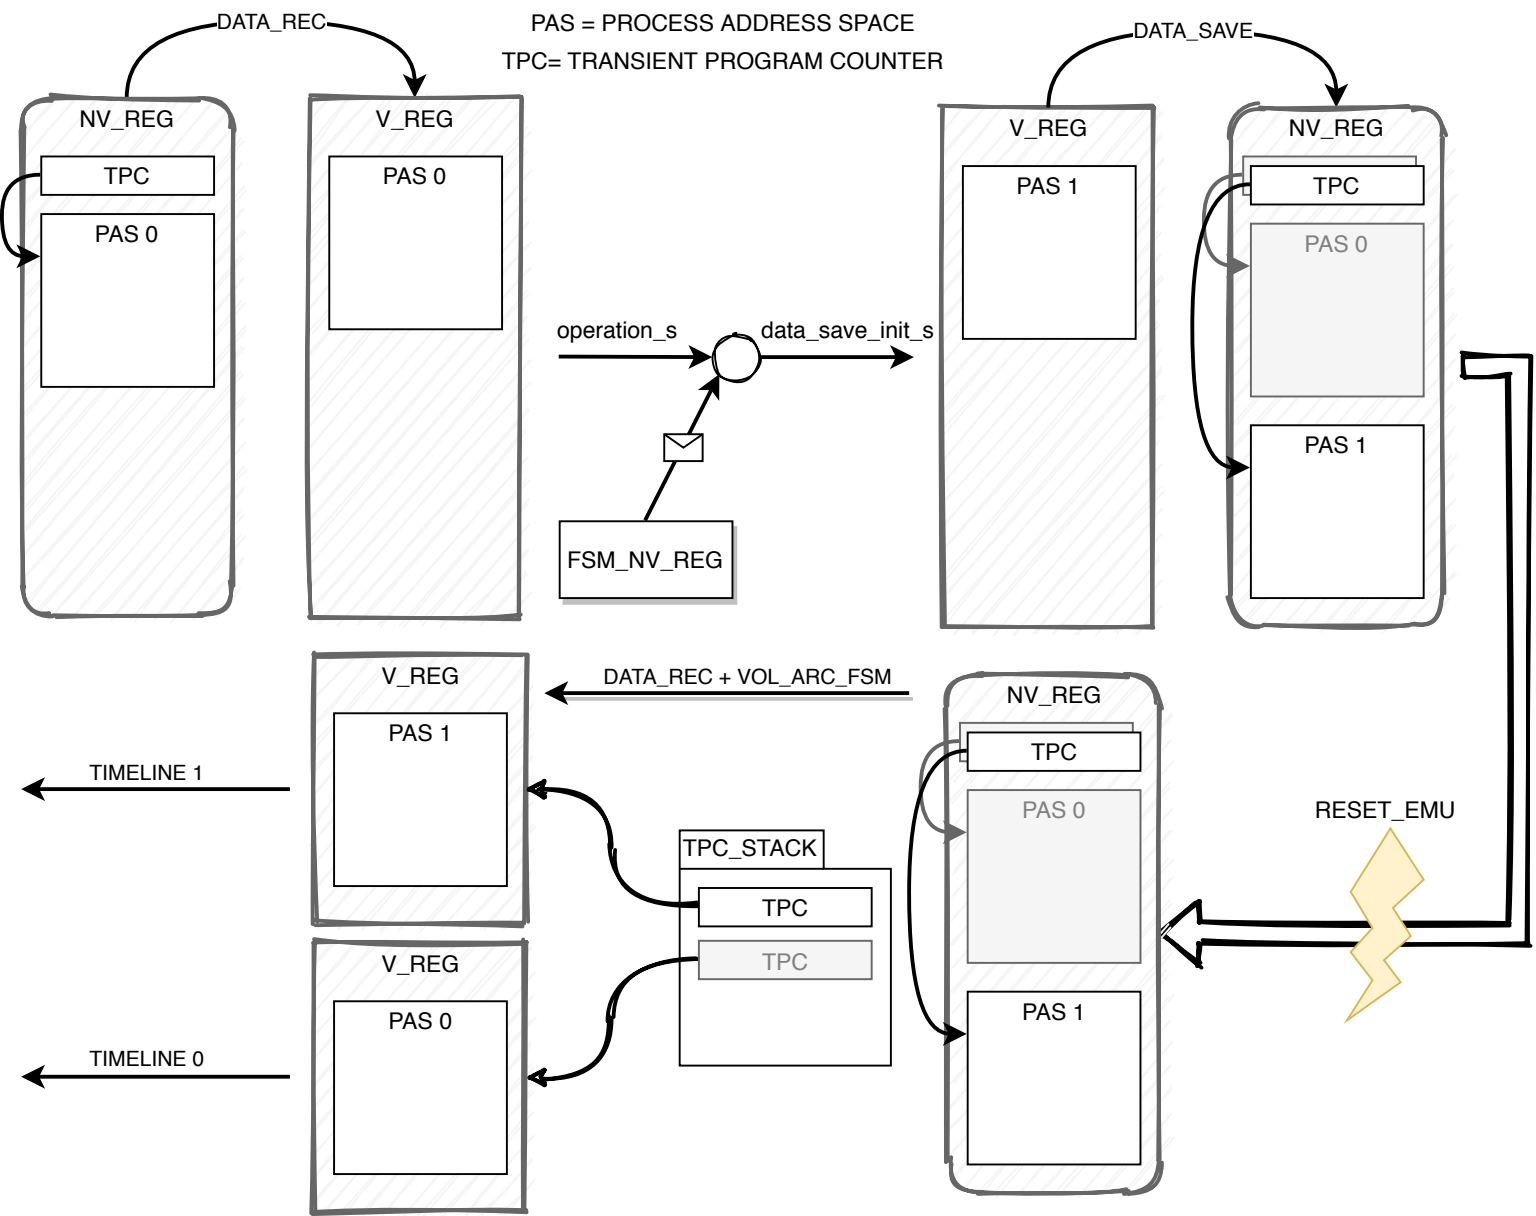 DATA_REC
PAS = PROCESS ADDRESS SPACE
TPC= TRANSIENT PROGRAM COUNTER
DATA_SAVE
NV_REG
TPC
PAS 0
V_REG
PAS 0
operation_s
data_save_init_s
FSM_NV_REG
V_REG
PAS 1
NV_REG
TPC
PAS 0
PAS 1
RESET_EMU
NV_REG
TPC
PAS 0
PAS 1
DATA_REC + VOL_ARC_FSM
TPC_STACK
TPC
TPC
V_REG
PAS 1
TIMELINE 1
V_REG
PAS 0
TIMELINE 0